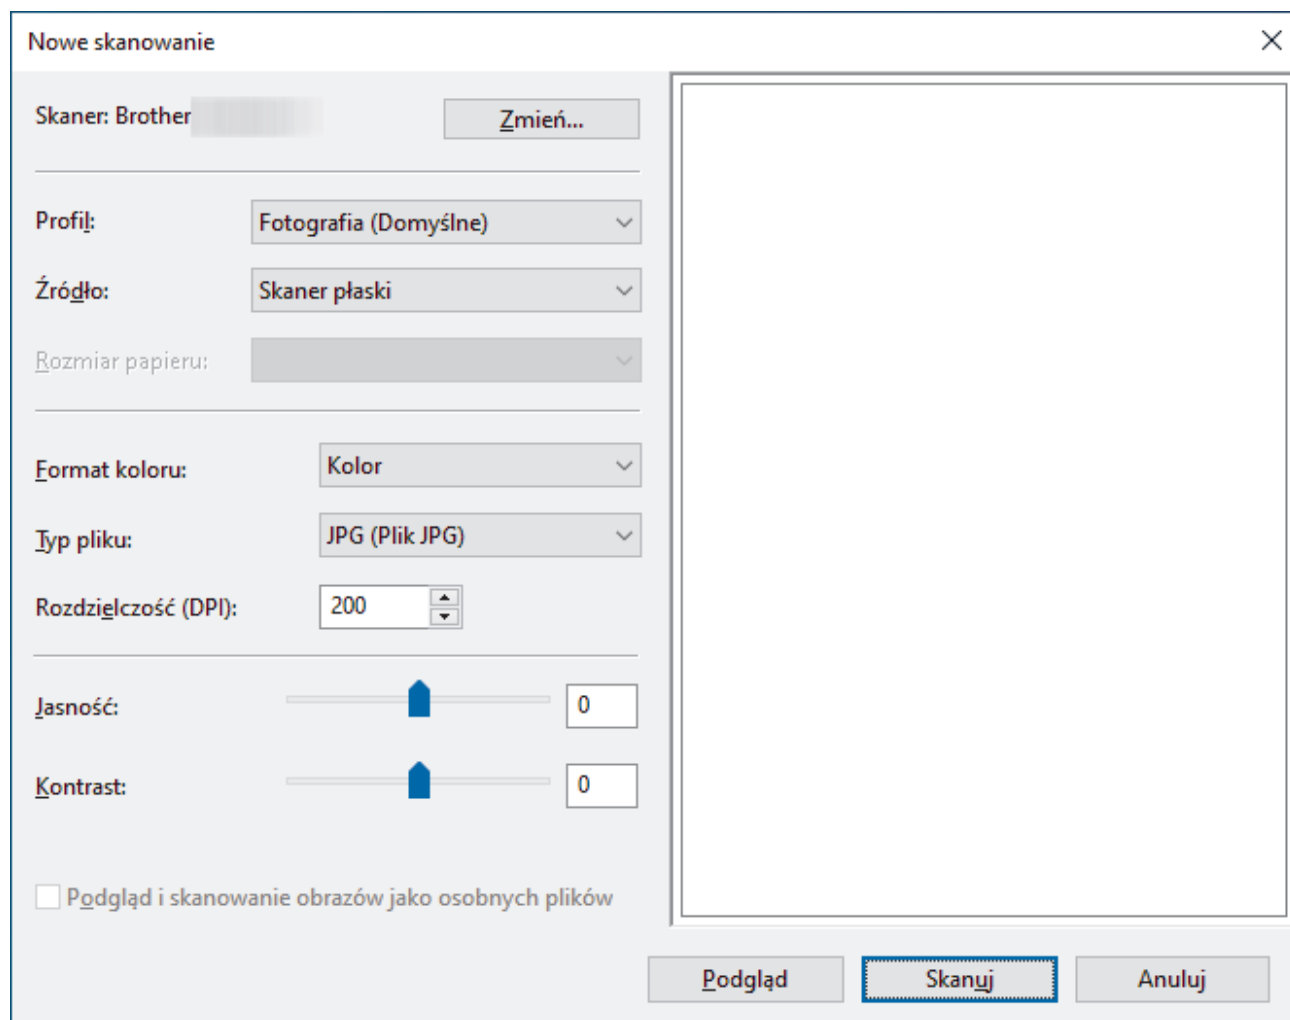 Nowe skanowanie
Skaner: Brother
Zmień...
Profil: Fotografia (Domyślne)
Źródło: Skaner płaski
Rozmiar papieru:
Format koloru: Kolor
Typ pliku: JPG (Plik JPG)
Rozdzielczość (DPI): 200
Jasność: 0
Kontrast: 0
Podgląd i skanowanie obrazów jako osobnych plików
Podgląd Skanuj Anuluj